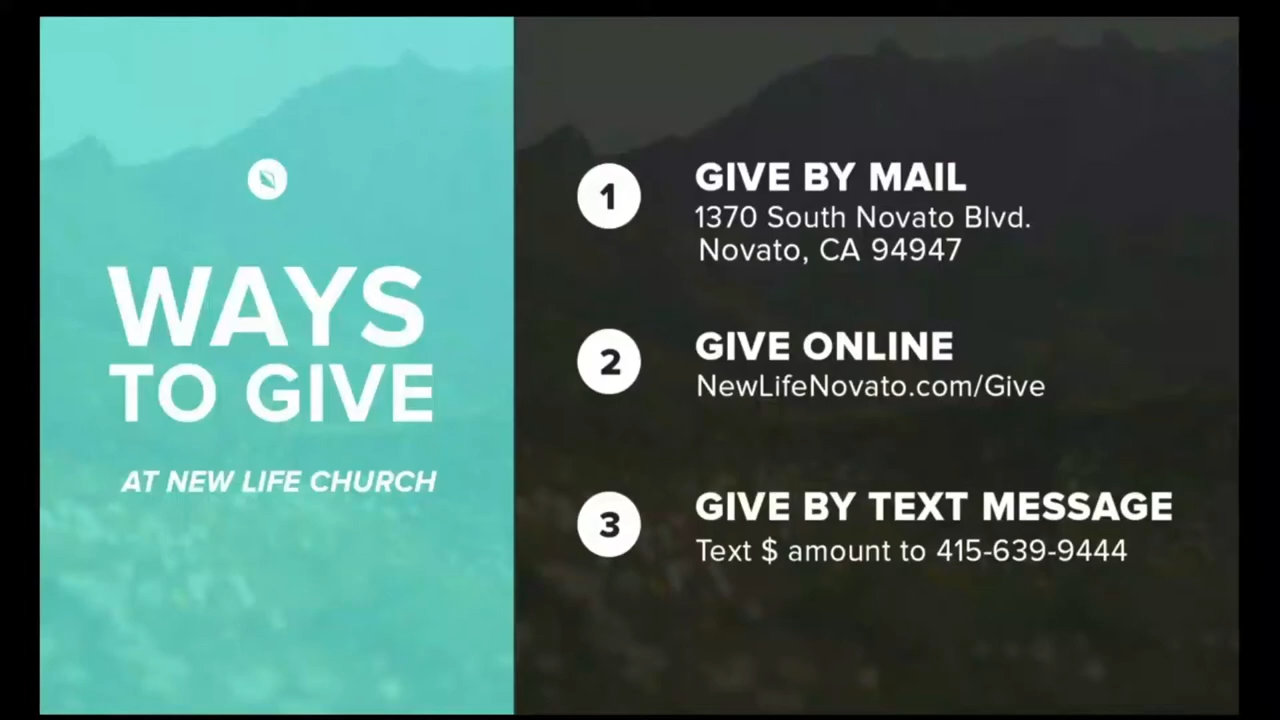 WAYS
TO GIVE
AT NEW LIFE CHURCH
1
GIVE BY MAIL
1370 South Novato Blvd.
Novato, CA 94947
2
GIVE ONLINE
NewLifeNovato.com/Give
3
GIVE BY TEXT MESSAGE
Text $ amount to 415-639-9444